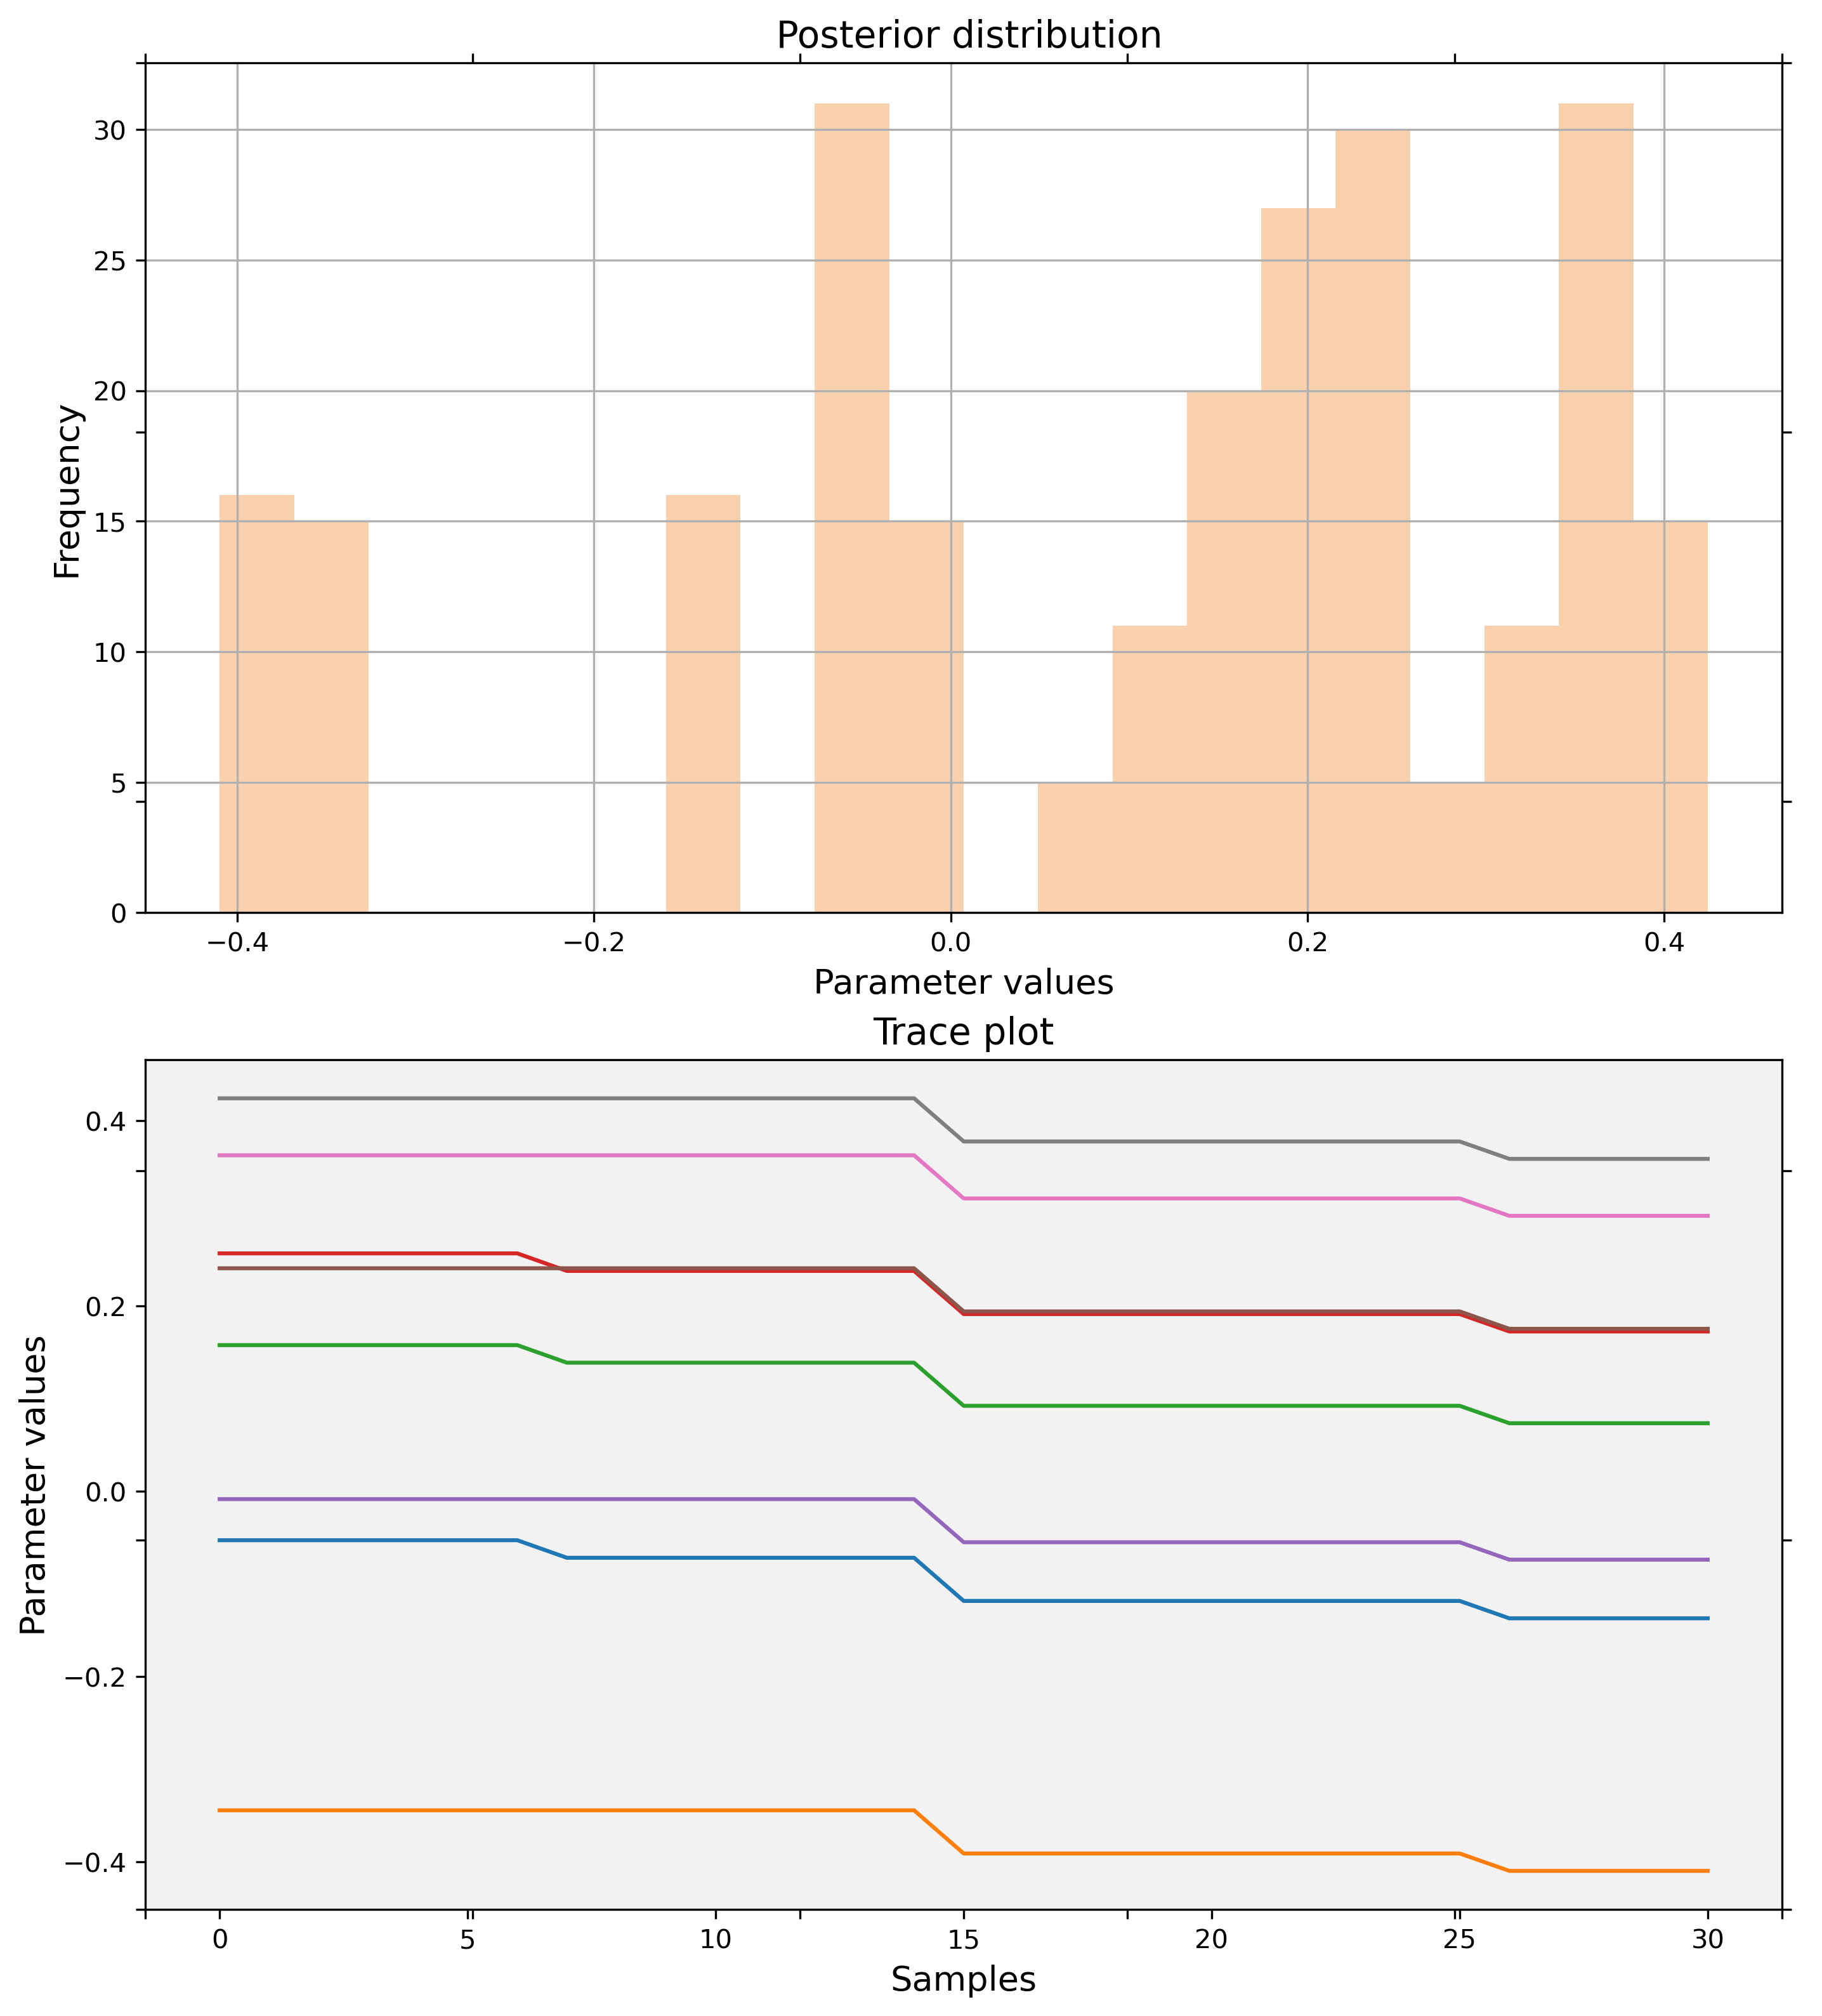 Posterior distribution
30
25
20
15
10
5
0
Frequency
−0.4 −0.2 0.0 0.2 0.4
Parameter values
Trace plot
0.4
0.2
0.0
−0.2
−0.4
Parameter values
0 5 10 15 20 25 30
Samples